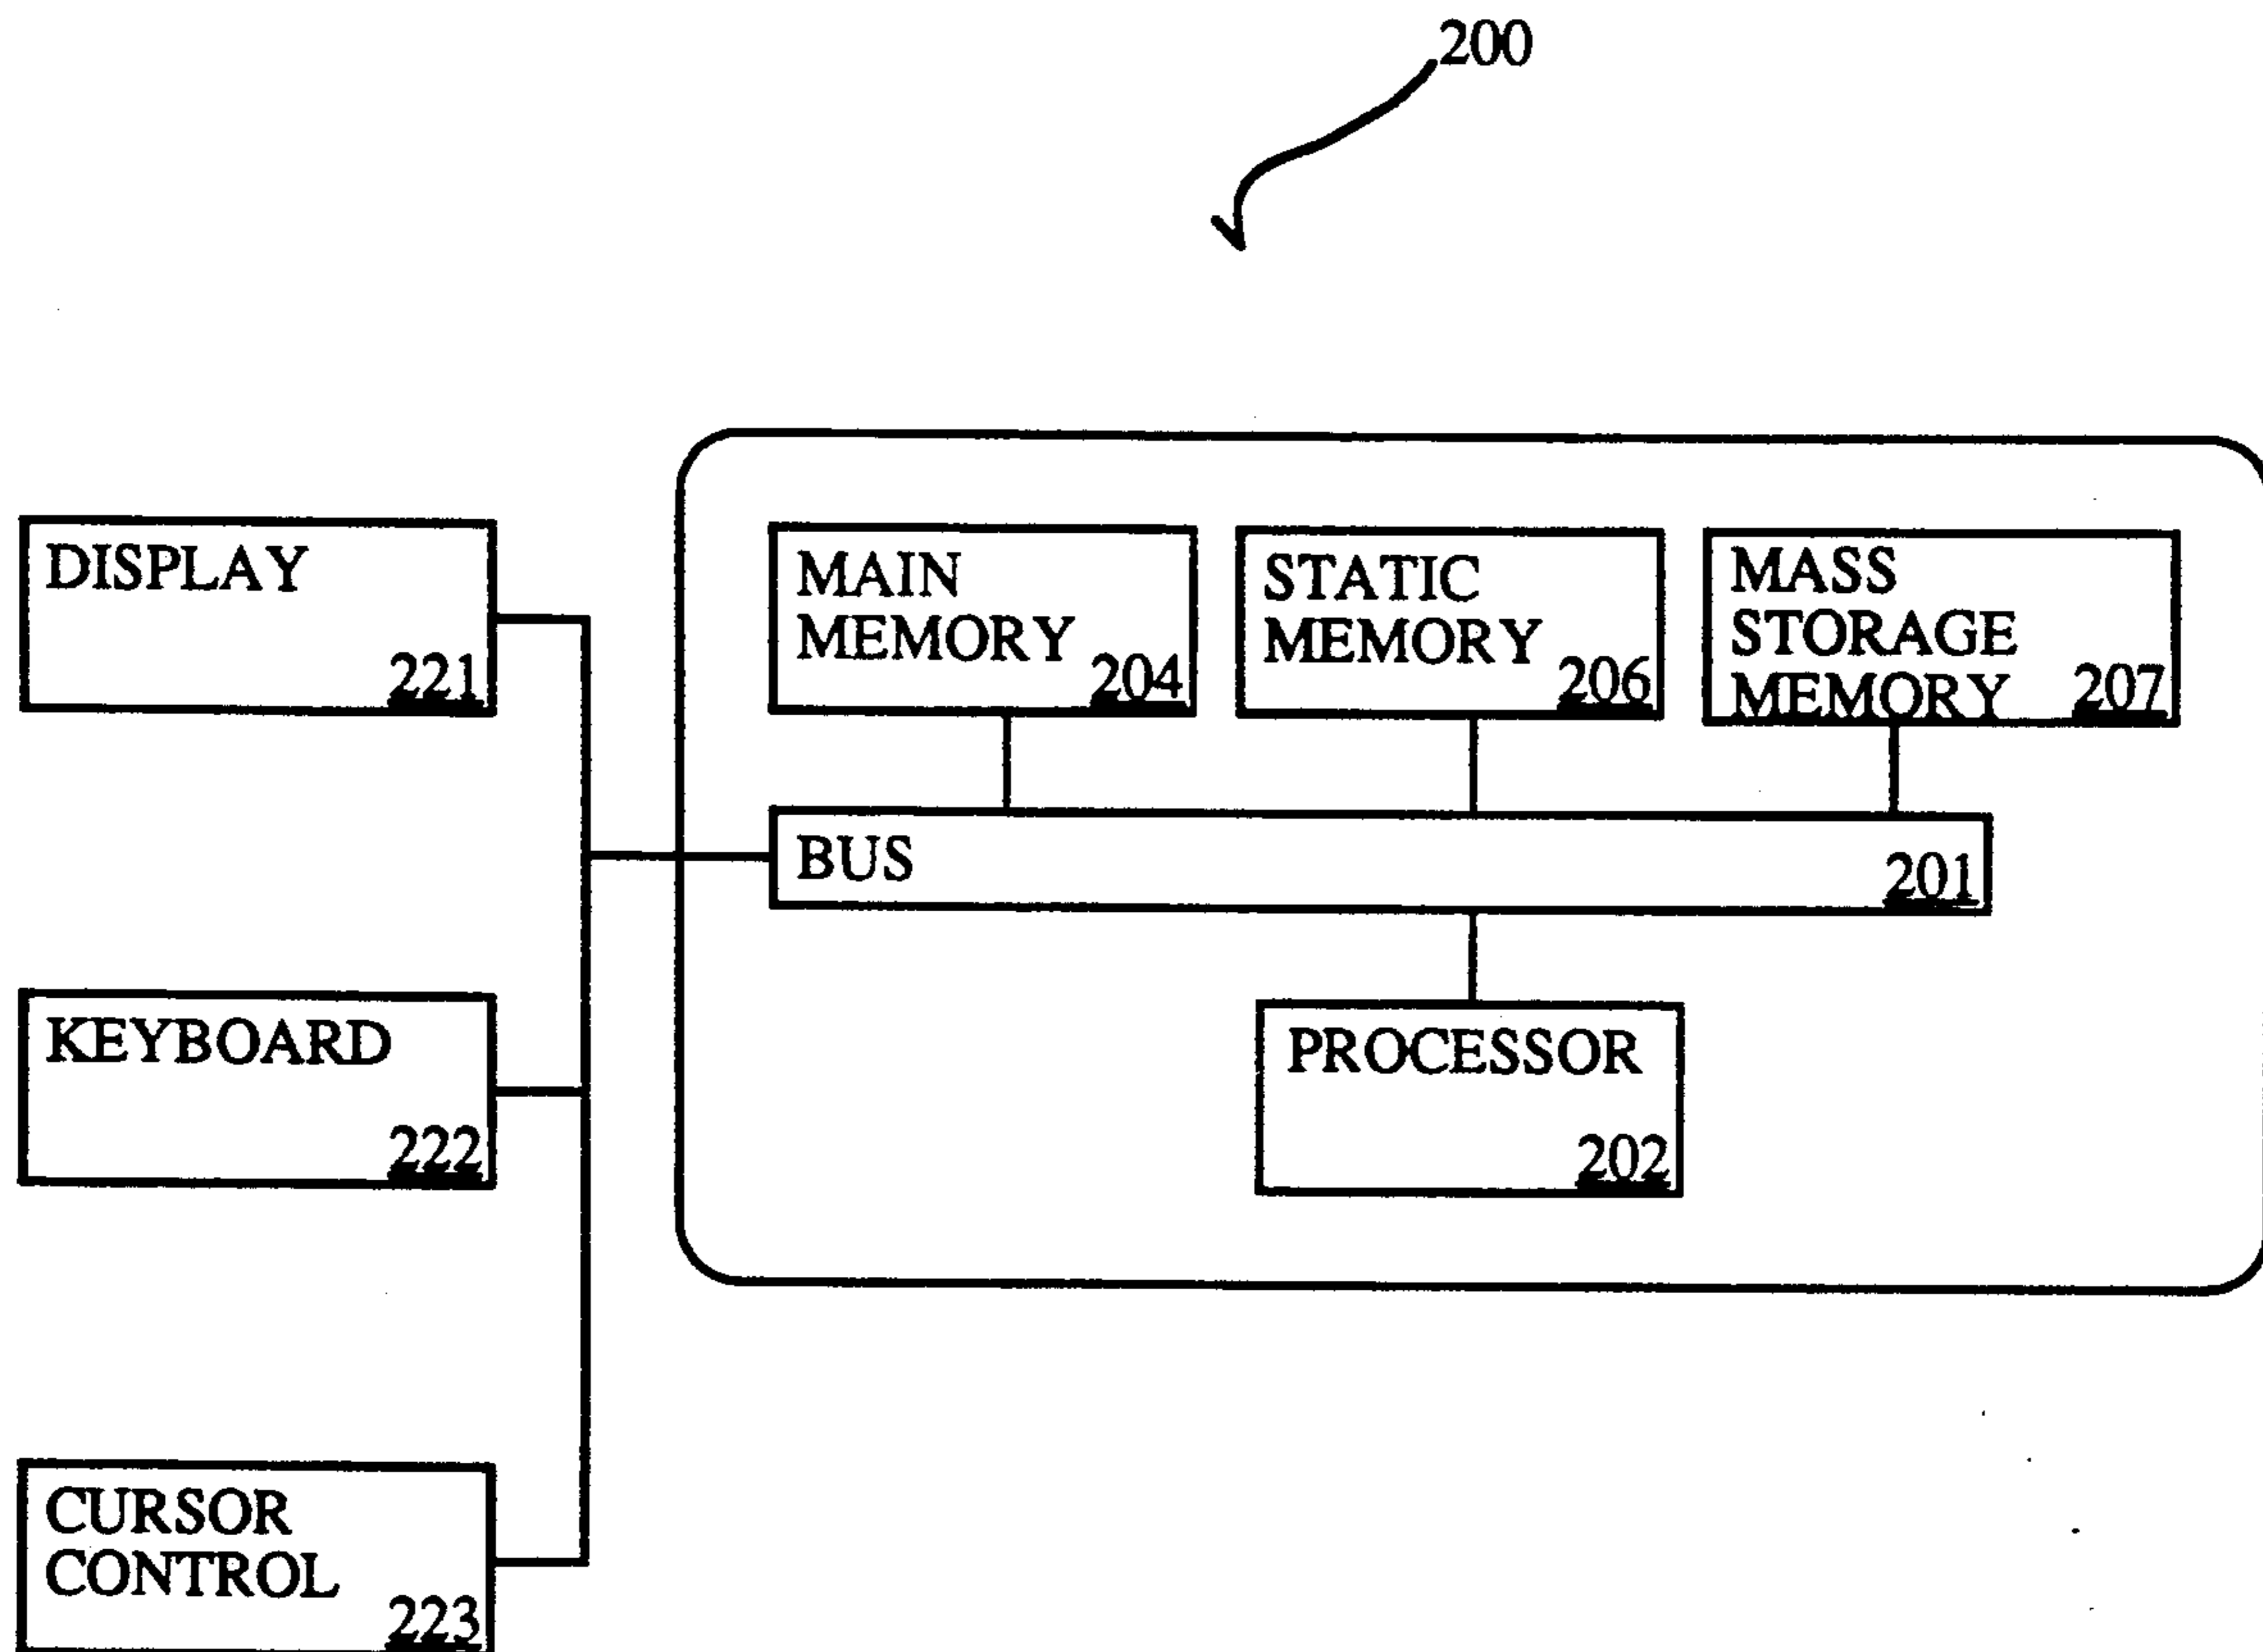 200
DISPLAY
221
MAIN
MEMORY
204
STATIC
MEMORY
206
MASS
STORAGE
MEMORY
207
BUS
201
KEYBOARD
222
PROCESSOR
202
CURSOR
CONTROL
223